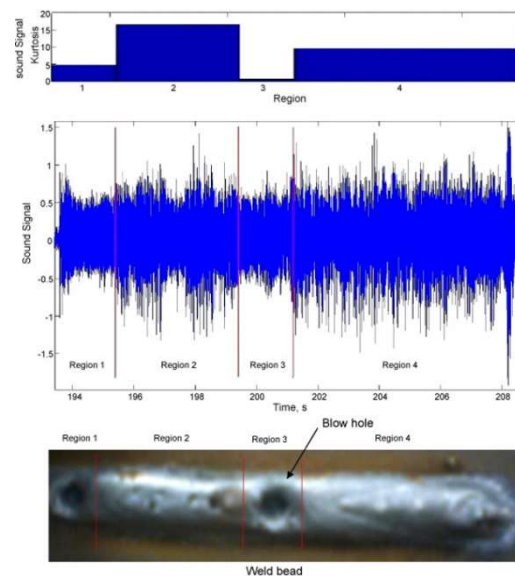 sound Signal
Kurtosis
20
15
10
5
0
1 2 3 4
Region
Sound Signal
1.5
1
0.5
0
-0.5
-1
-1.5
Region 1 Region 2 Region 3 Region 4
194 196 198 200 202 204 206 208
Time, s
Blow hole
Region 1 Region 2 Region 3 Region 4
Weld bead